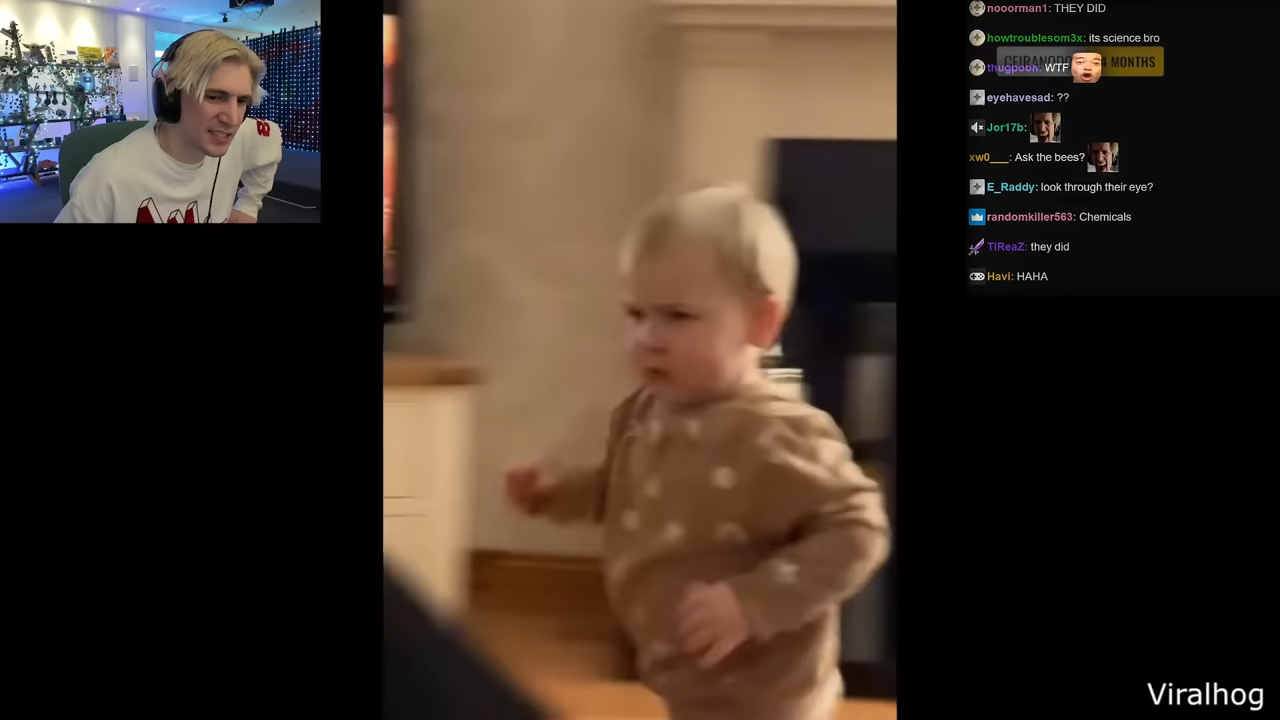 nooorman1: THEY DID
howtroublesom3x: its science bro
MONTHS
thugpoon: WTF
eyehavesad: ??
Jor17b:
xw0___: Ask the bees?
E_Raddy: look through their eye?
randomkiller563: Chemicals
TiReaZ: they did
Havi: HAHA
Viralhog